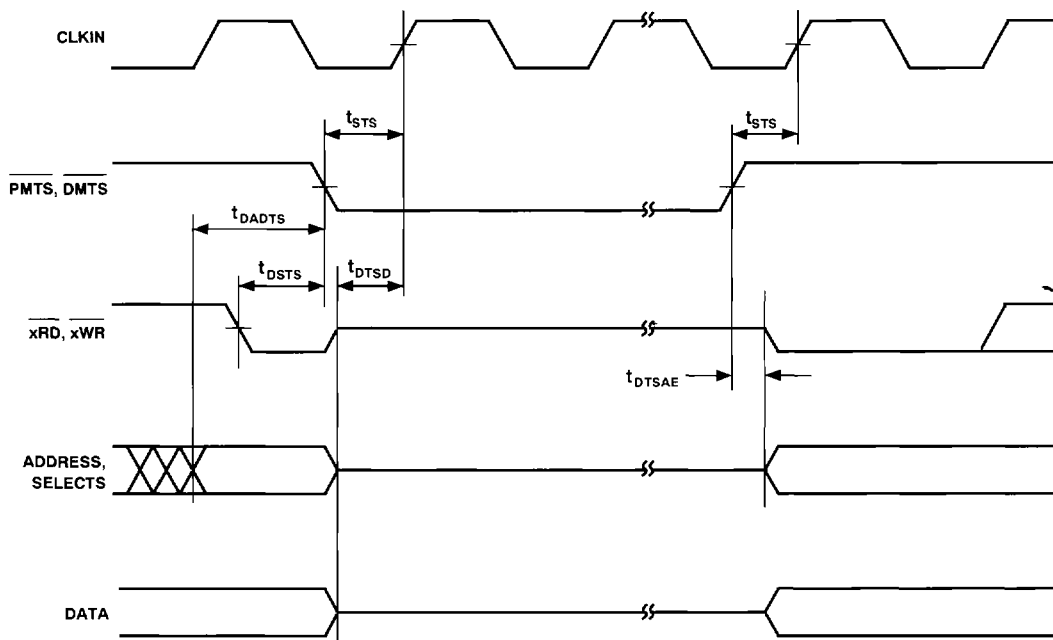 CLKIN
tSTS
tSTS
PMTS, DMTS
tDADTS
tDSTS
tDTSD
xRD, xWR
tDTSAE
ADDRESS,
SELECTS
DATA